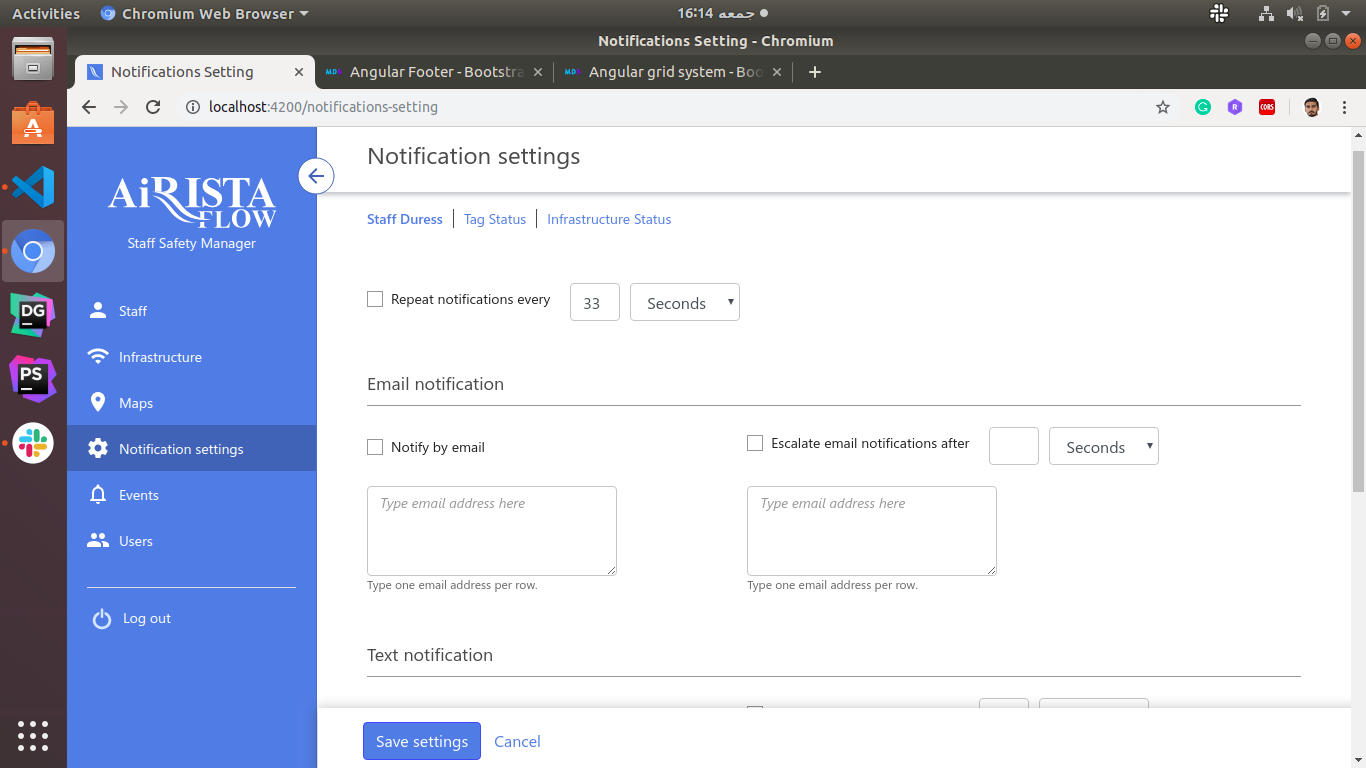 Activities
Chromium Web Browser
16:14 جمعه
Notifications Setting - Chromium
Notifications Setting
Angular Footer - Bootstra
Angular grid system - Boo
localhost:4200/notifications-setting
CORS
R
AiRISTA
FLOW
Staff Safety Manager
Staff
Infrastructure
Maps
Notification settings
Events
Users
Log out
DG
PS
Notification settings
Staff Duress
Tag Status
Infrastructure Status
Repeat notifications every 33 Seconds
Email notification
Notify by email
Escalate email notifications after Seconds
Type email address here
Type email address here
Type one email address per row.
Type one email address per row.
Text notification
Save settings
Cancel